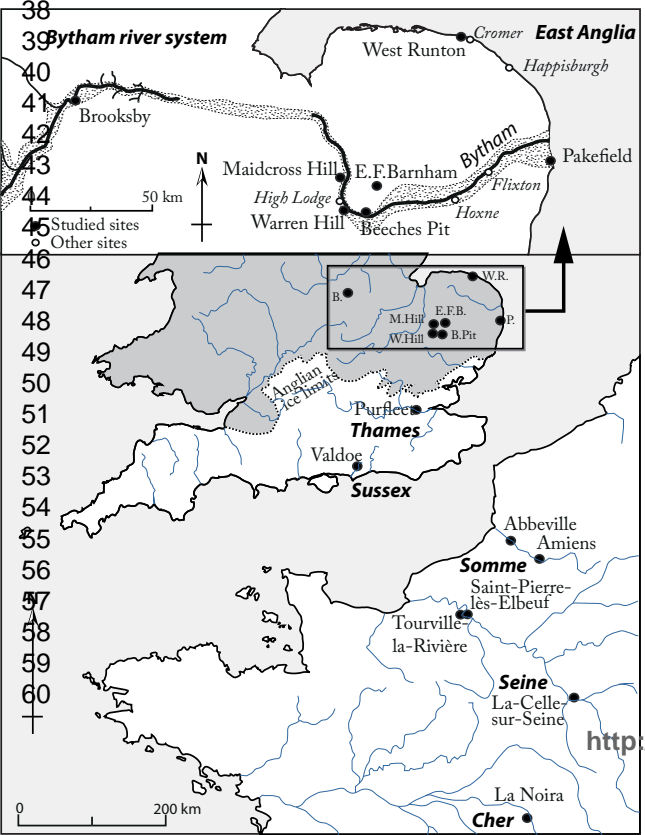 38
39
Bytham river system
East Anglia
Cromer
West Runton
Happisburgh
40
41
Brooksby
42
Bytham
43
Pakefield
Maidcross Hill
E.F.Barnham
Flixton
44
50 km
High Lodge
Hoxne
N
Warren Hill
Beeches Pit
45
Studied sites
Other sites
46
W.R.
47
B.
E.F.B.
48
M.Hill
P.
W.Hill
B.Pit
49
50
Anglian
ice limits
51
Purfleet
Thames
52
Valdoe
53
Sussex
54
Abbeville
55
Amiens
56
Somme
Saint-Pierre-
lès-Elbeuf
57
N
Tourville-
la-Rivière
58
59
Seine
60
La-Celle-
sur-Seine
http:
La Noira
0
200 km
Cher